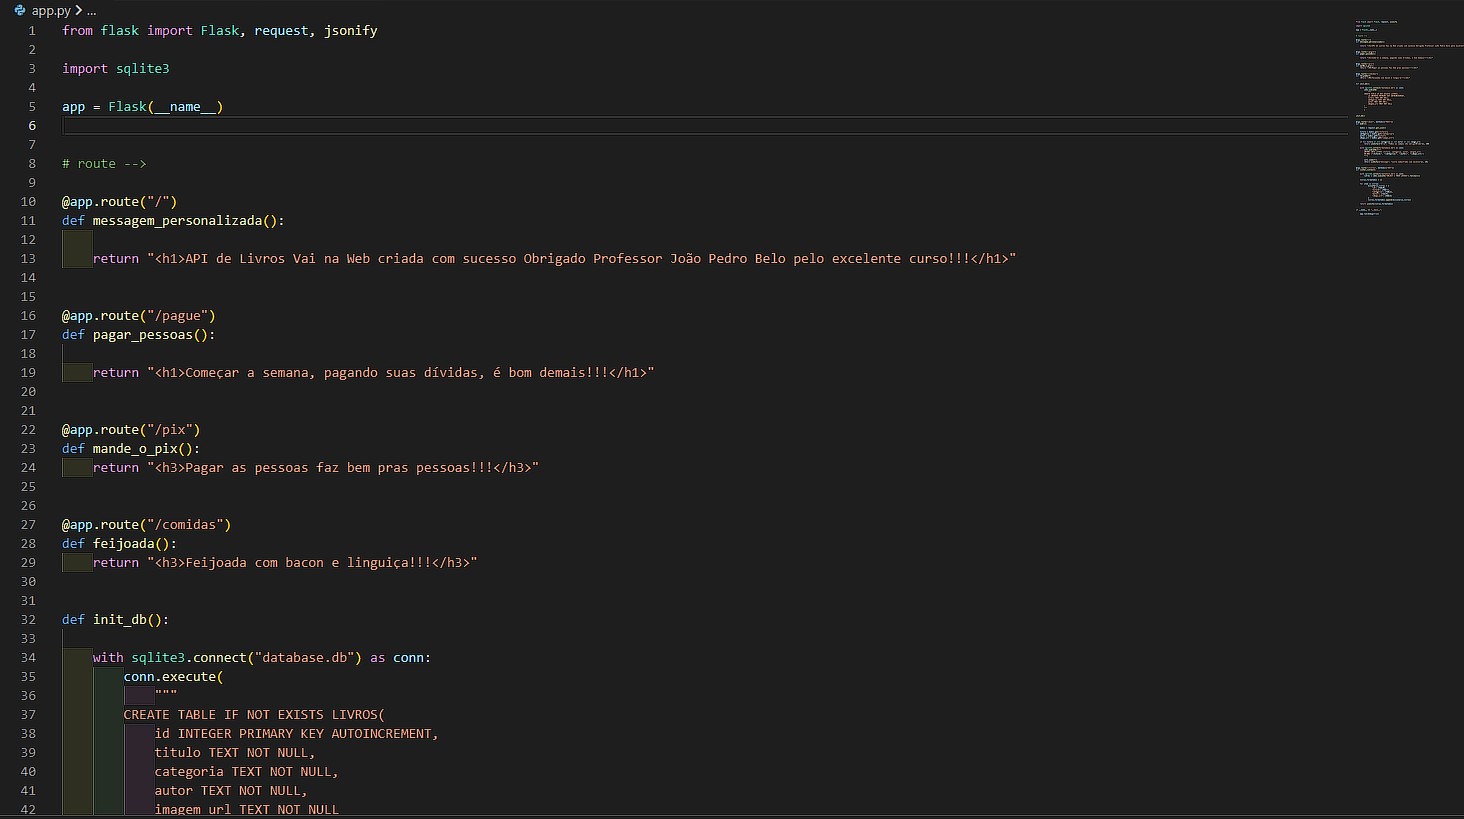 app.py > ...
1 from flask import Flask, request, jsonify
2
3 import sqlite3
4
5 app = Flask(__name__)
6
7
8 # route -->
9
10 @app.route("/")
11 def messagem_personalizada():
12
13 return "<h1>API de Livros Vai na Web criada com sucesso Obrigado Professor João Pedro Belo pelo excelente curso!!!</h1>"
14
15
16 @app.route("/pague")
17 def pagar_pessoas():
18
19 return "<h1>Começar a semana, pagando suas dívidas, é bom demais!!!</h1>"
20
21
22 @app.route("/pix")
23 def mande_o_pix():
24 return "<h3>Pagar as pessoas faz bem pras pessoas!!!</h3>"
25
26
27 @app.route("/comidas")
28 def feijoada():
29 return "<h3>Feijoada com bacon e linguiça!!!</h3>"
30
31
32 def init_db():
33
34 with sqlite3.connect("database.db") as conn:
35 conn.execute(
36 """
37 CREATE TABLE IF NOT EXISTS LIVROS(
38 id INTEGER PRIMARY KEY AUTOINCREMENT,
39 titulo TEXT NOT NULL,
40 categoria TEXT NOT NULL,
41 autor TEXT NOT NULL,
42 imagem_url TEXT NOT NULL